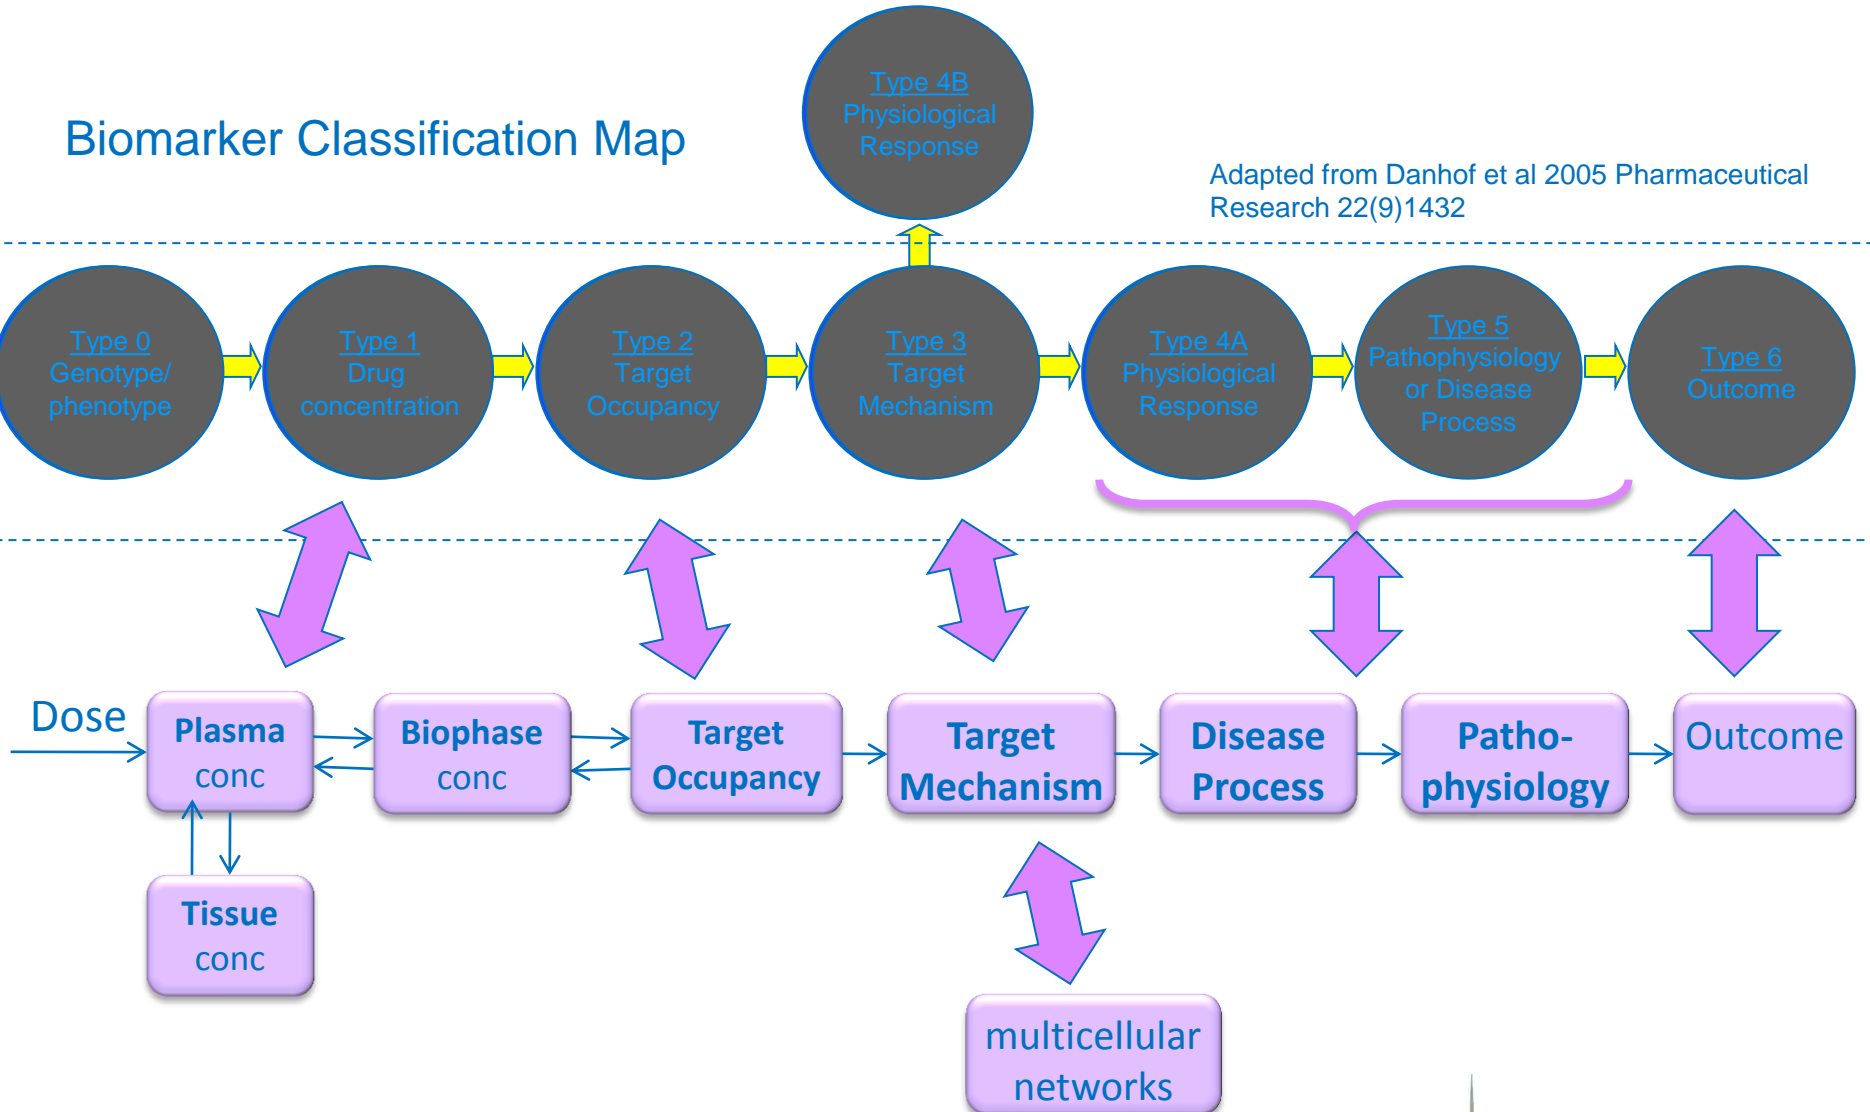 Type 4B
Physiological
Response
Biomarker Classification Map
Adapted from Danhof et al 2005 Pharmaceutical
Research 22(9)1432
Type 0
Genotype/
phenotype
Type 1
Drug
concentration
Type 2
Target
Occupancy
Type 3
Target
Mechanism
Type 4A
Physiological
Response
Type 5
Pathophysiology
or Disease
Process
Type 6
Outcome
Dose
Plasma
conc
Biophase
conc
Target
Occupancy
Target
Mechanism
Disease
Process
Patho-
physiology
Outcome
Tissue
conc
multicellular
networks